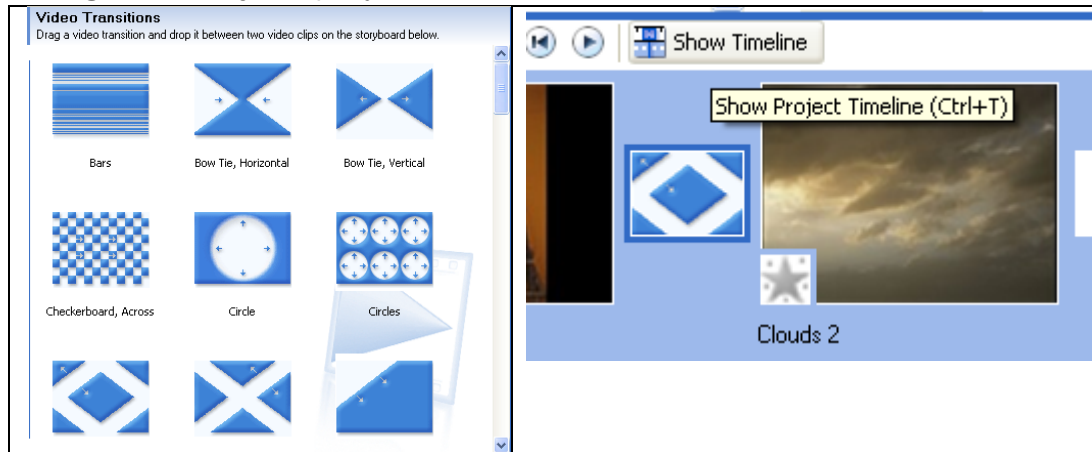 Video Transitions
Drag a video transition and drop it between two video clips on the storyboard below.
Bars
Bow Tie, Horizontal
Bow Tie, Vertical
Checkerboard, Across
Circle
Circles
Show Timeline
Show Project Timeline (Ctrl+T)
Clouds 2